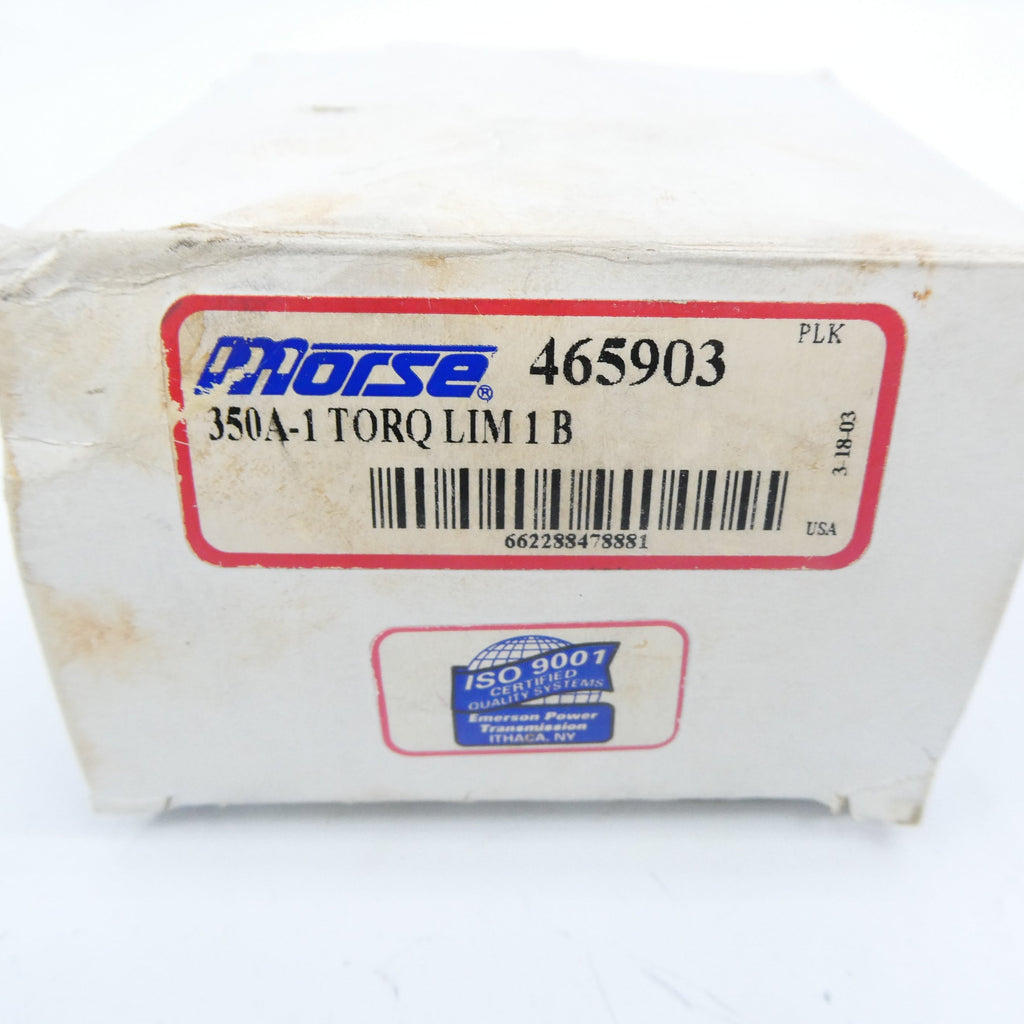 Morse® 465903 PLK
350A-1 TORQ LIM 1 B
3-18-03
662288478881
USA
ISO 9001
CERTIFIED
QUALITY SYSTEMS
Emerson Power
Transmission
ITHACA, NY